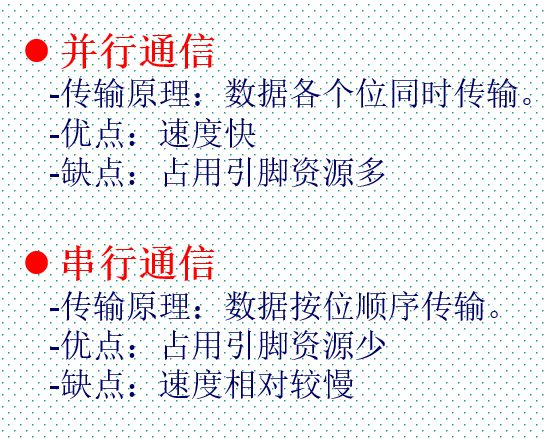 ● 并行通信
-传输原理：数据各个位同时传输。
-优点：速度快
-缺点：占用引脚资源多
● 串行通信
-传输原理：数据按位顺序传输。
-优点：占用引脚资源少
-缺点：速度相对较慢